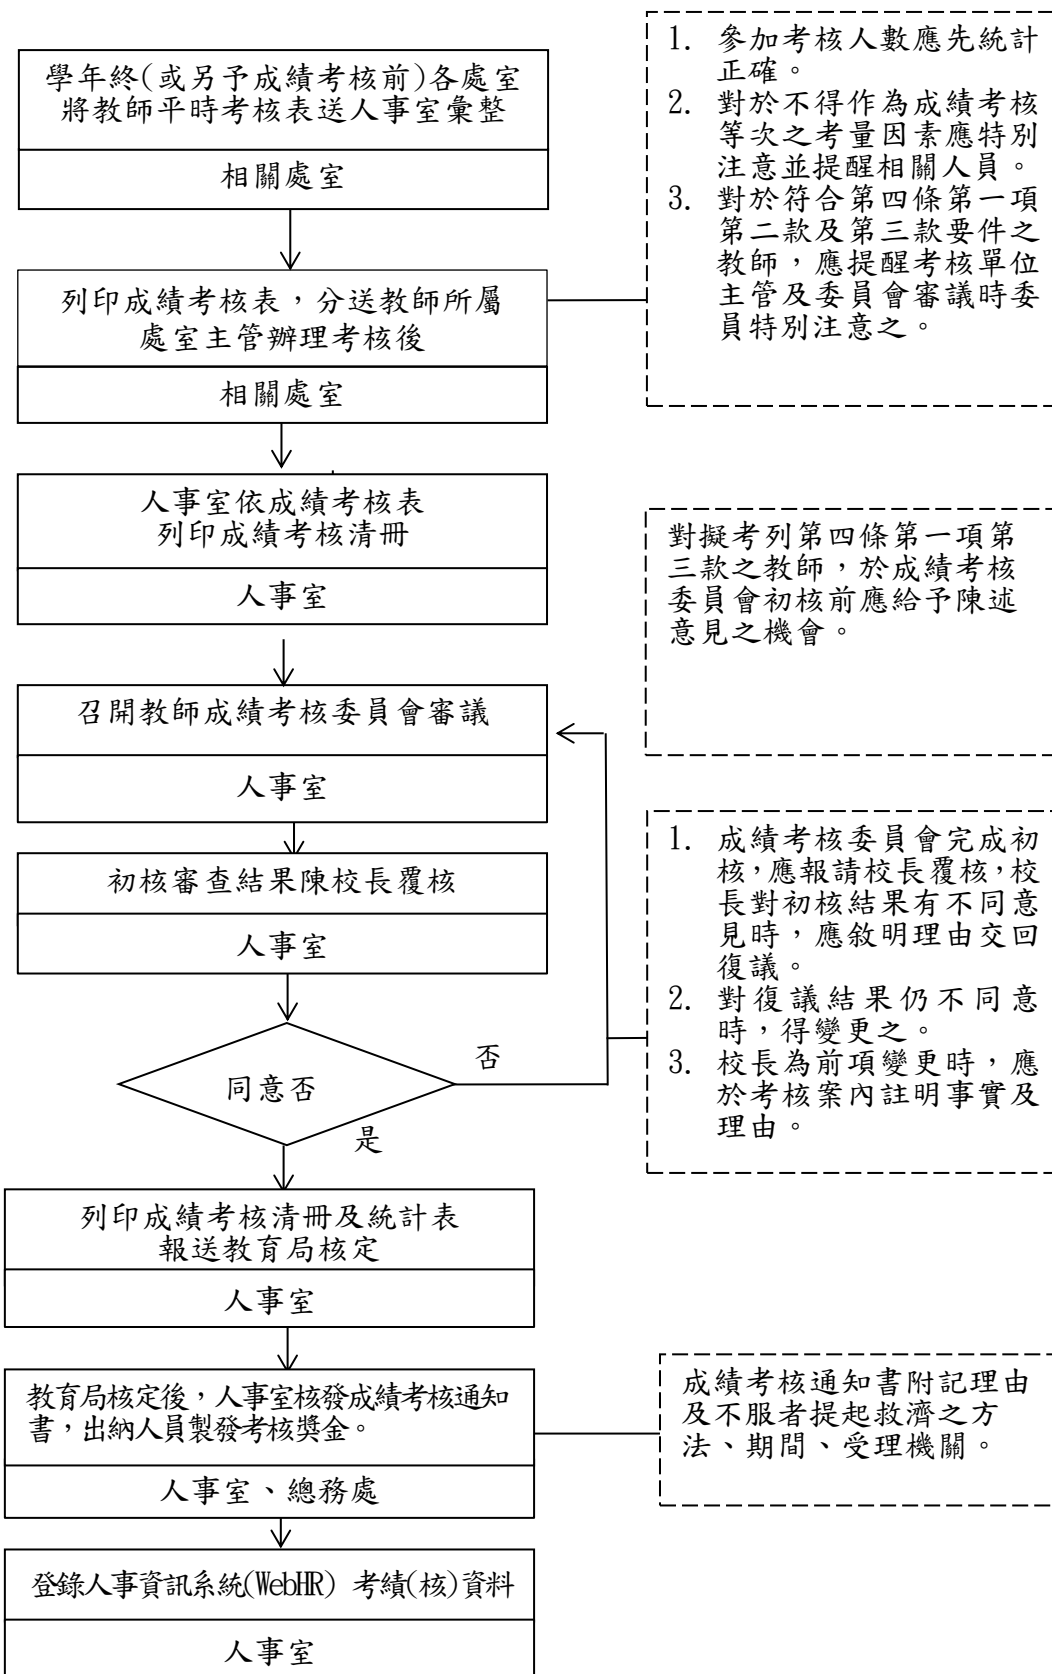 學年終(或另予成績考核前)各處室
將教師平時考核表送人事室彙整
相關處室
1. 參加考核人數應先統計
正確。
2. 對於不得作為成績考核
等次之考量因素應特別
注意並提醒相關人員。
3. 對於符合第四條第一項
第二款及第三款要件之
教師，應提醒考核單位
主管及委員會審議時委
員特別注意之。
列印成績考核表，分送教師所屬
處室主管辦理考核後
相關處室
人事室依成績考核表
列印成績考核清冊
人事室
對擬考列第四條第一項第
三款之教師，於成績考核
委員會初核前應給予陳述
意見之機會。
召開教師成績考核委員會審議
人事室
初核審查結果陳校長覆核
人事室
1. 成績考核委員會完成初
核，應報請校長覆核，校
長對初核結果有不同意
見時，應敘明理由交回
復議。
2. 對復議結果仍不同意
時，得變更之。
3. 校長為前項變更時，應
於考核案內註明事實及
理由。
同意否
否
是
列印成績考核清冊及統計表
報送教育局核定
人事室
教育局核定後，人事室核發成績考核通知
書，出納人員製發考核獎金。
人事室、總務處
成績考核通知書附記理由
及不服者提起救濟之方
法、期間、受理機關。
登錄人事資訊系統(WebHR) 考績(核)資料
人事室